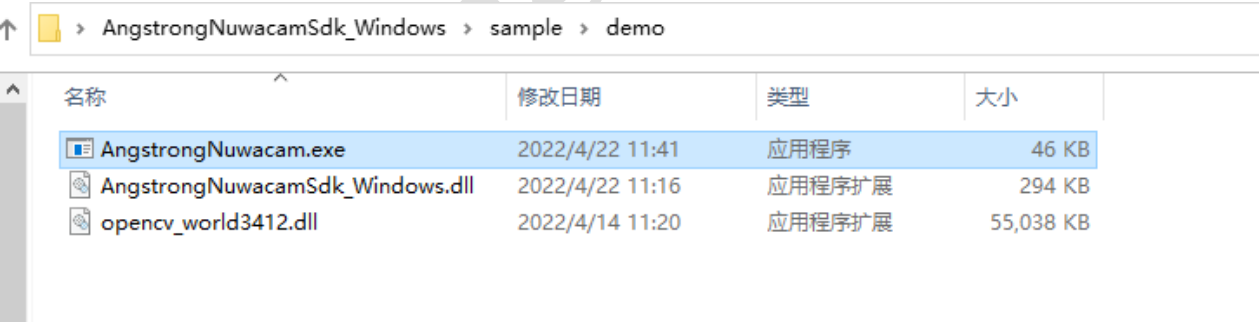 AngstrongNuwacamSdk_Windows › sample › demo
名称 修改日期 类型 大小
AngstrongNuwacam.exe 2022/4/22 11:41 应用程序 46 KB
AngstrongNuwacamSdk_Windows.dll 2022/4/22 11:16 应用程序扩展 294 KB
opencv_world3412.dll 2022/4/14 11:20 应用程序扩展 55,038 KB